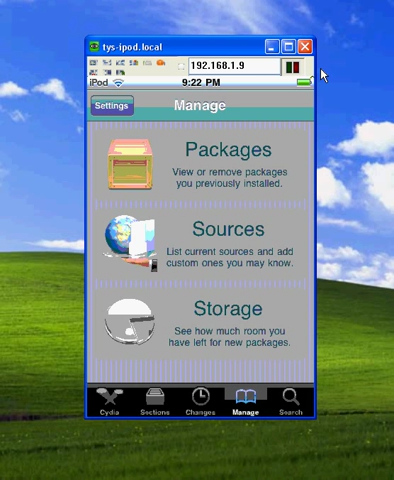 tys-ipod.local
192.168.1.9
iPod 9:22 PM
Settings Manage
Packages
View or remove packages
you previously installed.
Sources
List current sources and add
custom ones you may know.
Storage
See how much room you
have left for new packages.
Cydia Sections Changes Manage Search